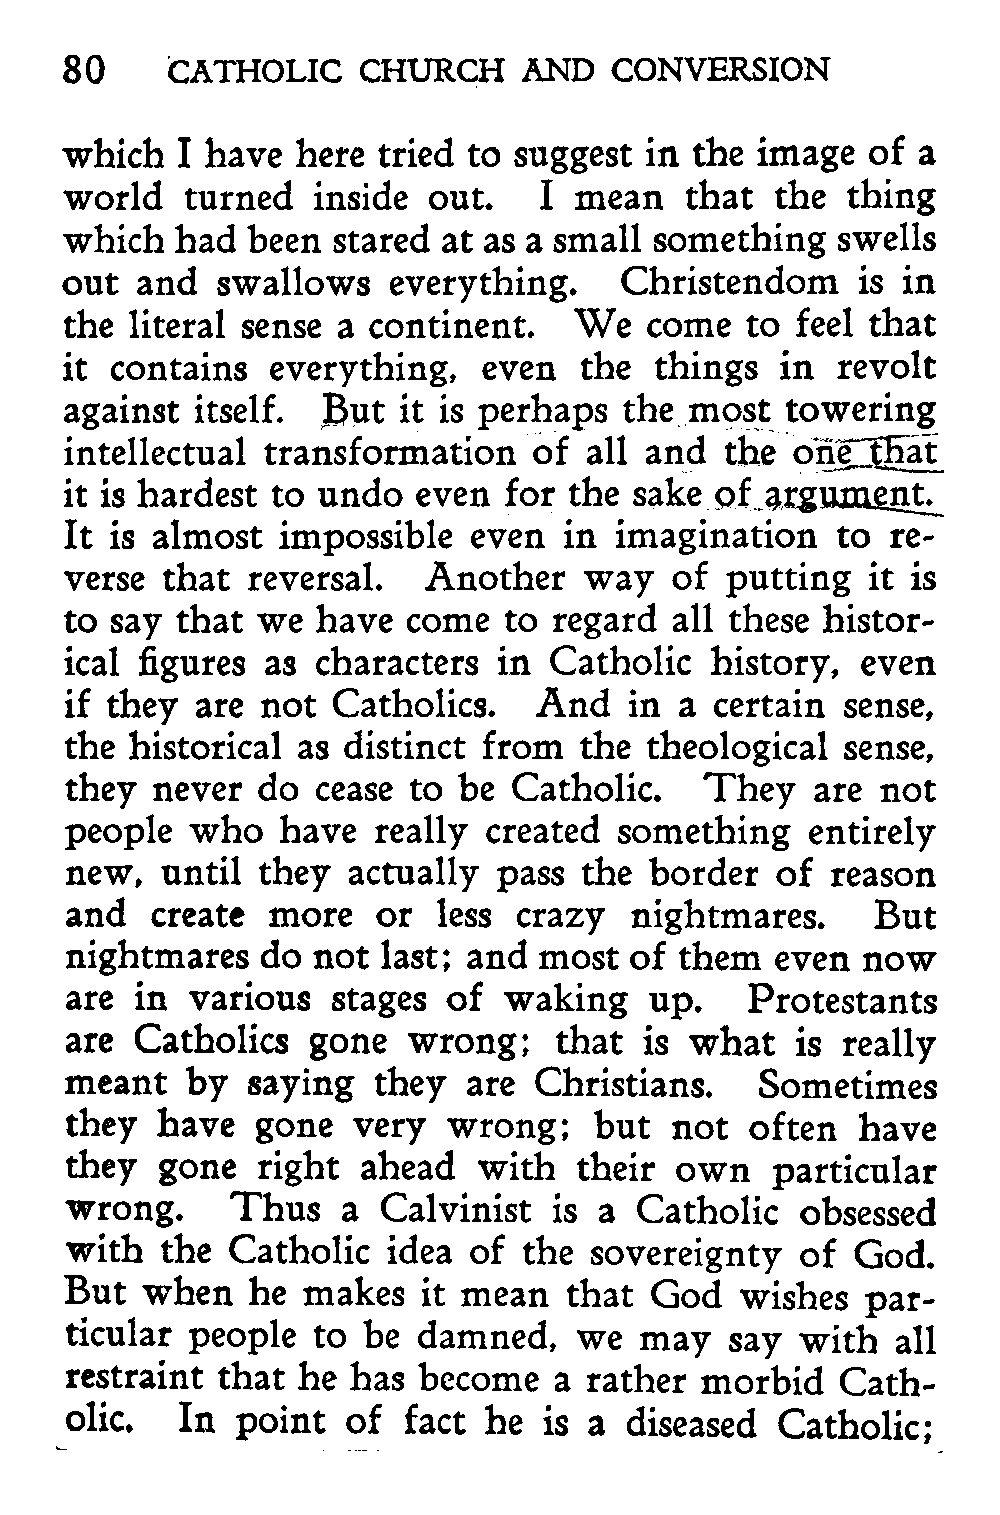 80 CATHOLIC CHURCH AND CONVERSION
which I have here tried to suggest in the image of a
world turned inside out. I mean that the thing
which had been stared at as a small something swells
out and swallows everything. Christendom is in
the literal sense a continent. We come to feel that
it contains everything, even the things in revolt
against itself. But it is perhaps the most towering
intellectual transformation of all and the one that
it is hardest to undo even for the sake of argument.
It is almost impossible even in imagination to re-
verse that reversal. Another way of putting it is
to say that we have come to regard all these histor-
ical figures as characters in Catholic history, even
if they are not Catholics. And in a certain sense,
the historical as distinct from the theological sense,
they never do cease to be Catholic. They are not
people who have really created something entirely
new, until they actually pass the border of reason
and create more or less crazy nightmares. But
nightmares do not last; and most of them even now
are in various stages of waking up. Protestants
are Catholics gone wrong; that is what is really
meant by saying they are Christians. Sometimes
they have gone very wrong; but not often have
they gone right ahead with their own particular
wrong. Thus a Calvinist is a Catholic obsessed
with the Catholic idea of the sovereignty of God.
But when he makes it mean that God wishes par-
ticular people to be damned, we may say with all
restraint that he has become a rather morbid Cath-
olic. In point of fact he is a diseased Catholic;